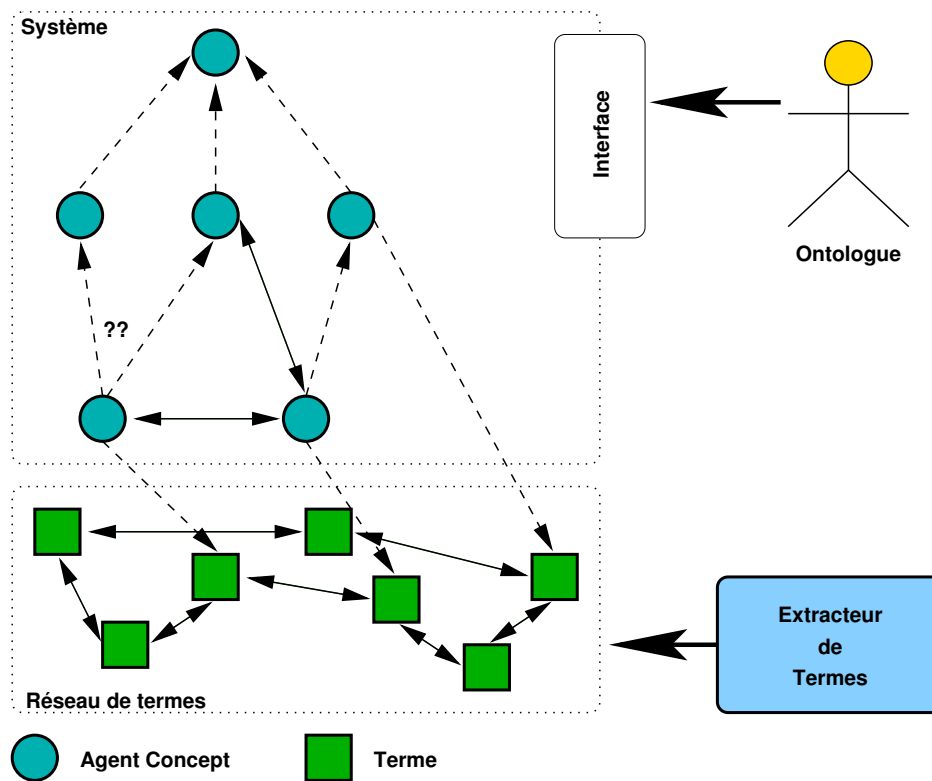 Système
Interface
Ontologue
??
Extracteur
de
Termes
Réseau de termes
Agent Concept
Terme